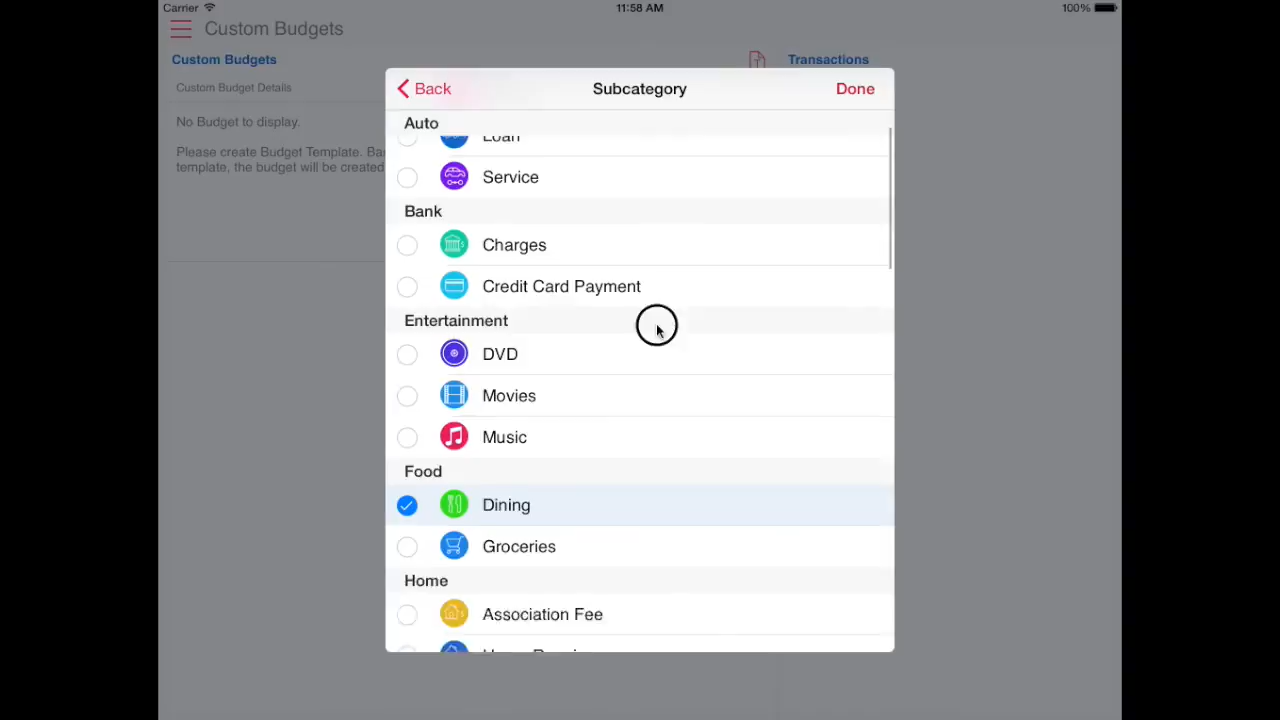 Carrier 11:58 AM 100%
Custom Budgets
Custom Budgets Transactions
Custom Budget Details
No Budget to display.
Please create Budget Template.
template, the budget will be created
Back Subcategory Done
Auto
Loan
Service
Bank
Charges
Credit Card Payment
Entertainment
DVD
Movies
Music
Food
Dining
Groceries
Home
Association Fee